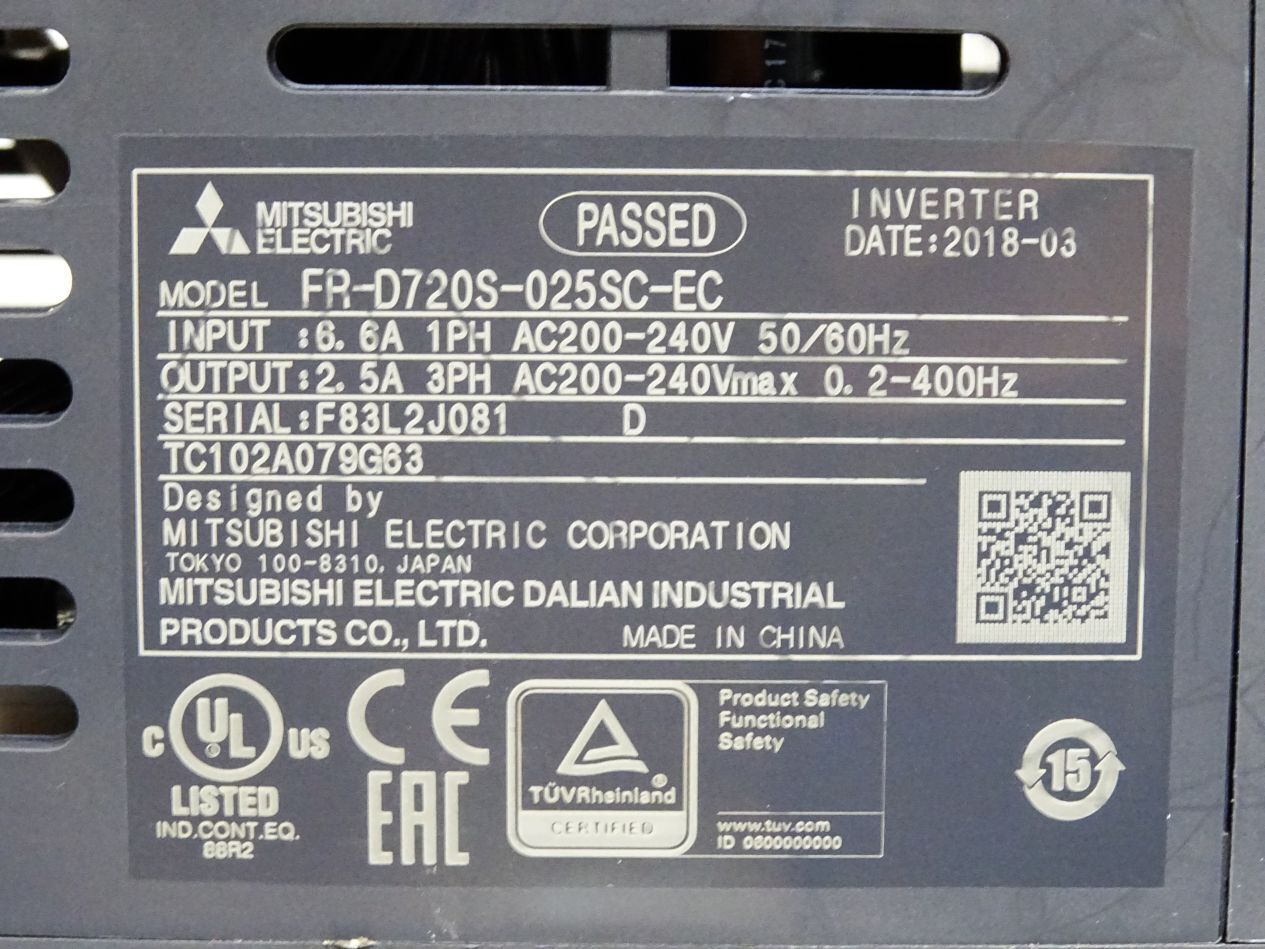 C 17
MITSUBISHI
ELECTRIC
PASSED
INVERTER
DATE:2018-03
MODEL FR-D720S-025SC-EC
INPUT :6.6A 1PH AC200-240V 50/60Hz
OUTPUT:2.5A 3PH AC200-240Vmax 0.2-400Hz
SERIAL:F83L2J081 D
TC102A079G63
Designed by
MITSUBISHI ELECTRIC CORPORATION
TOKYO 100-8310, JAPAN
MITSUBISHI ELECTRIC DALIAN INDUSTRIAL
PRODUCTS CO., LTD. MADE IN CHINA
C UL US
LISTED
IND.CONT.EQ.
88R2
CE
EAC
TÜVRheinland®
CERTIFIED
Product Safety
Functional
Safety
www.tuv.com
ID 0600000000
15